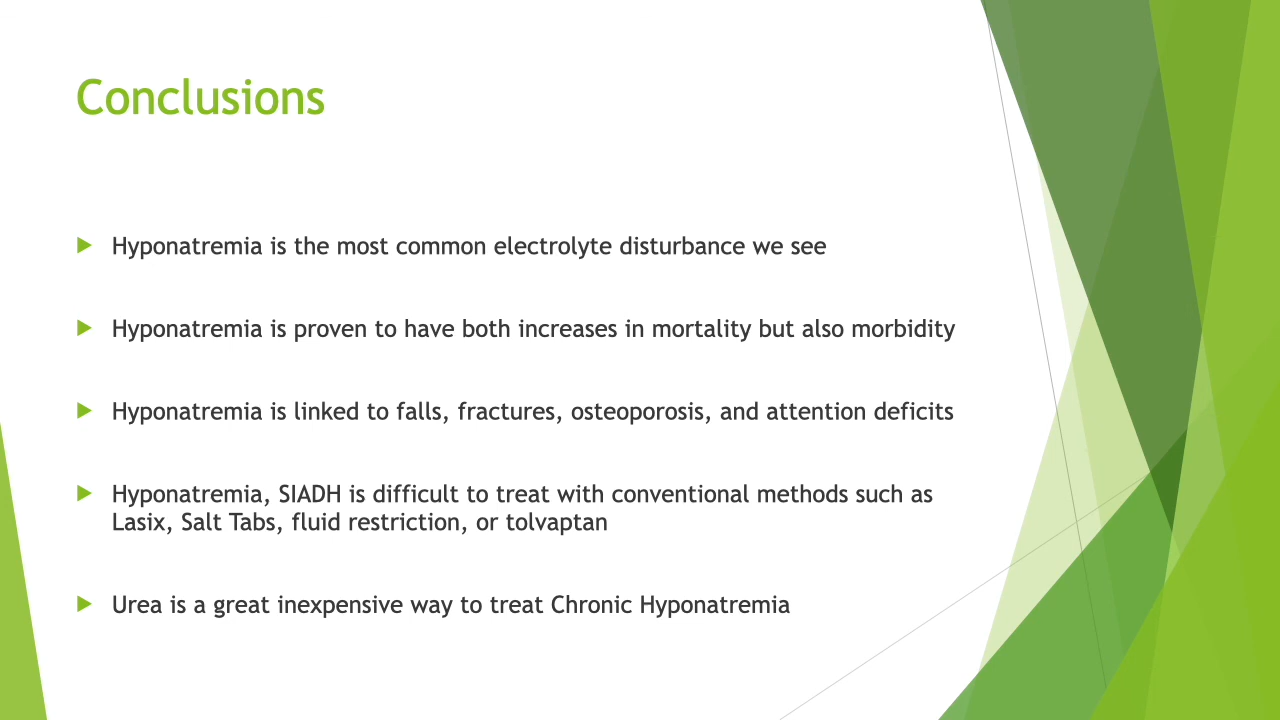 Conclusions
Hyponatremia is the most common electrolyte disturbance we see
Hyponatremia is proven to have both increases in mortality but also morbidity
Hyponatremia is linked to falls, fractures, osteoporosis, and attention deficits
Hyponatremia, SIADH is difficult to treat with conventional methods such as
Lasix, Salt Tabs, fluid restriction, or tolvaptan
Urea is a great inexpensive way to treat Chronic Hyponatremia